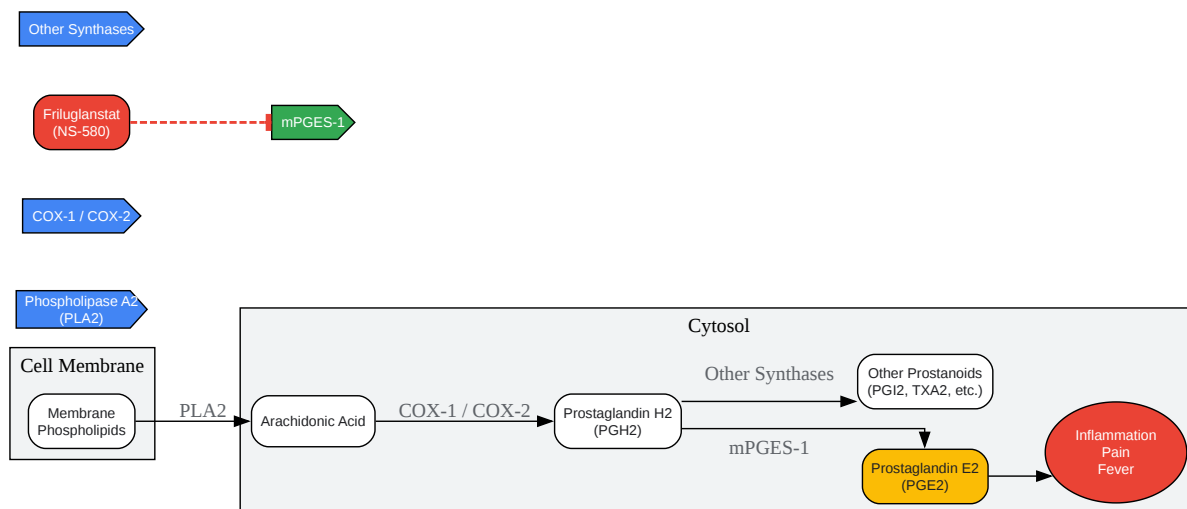 Other Synthases
Friluglanstat
(NS-580)
mPGES-1
COX-1 / COX-2
Phospholipase A2
(PLA2)
Cytosol
Cell Membrane
Membrane
Phospholipids
PLA2
Arachidonic Acid
COX-1 / COX-2
Prostaglandin H2
(PGH2)
Other Synthases
Other Prostanoids
(PGI2, TXA2, etc.)
mPGES-1
Prostaglandin E2
(PGE2)
Inflammation
Pain
Fever